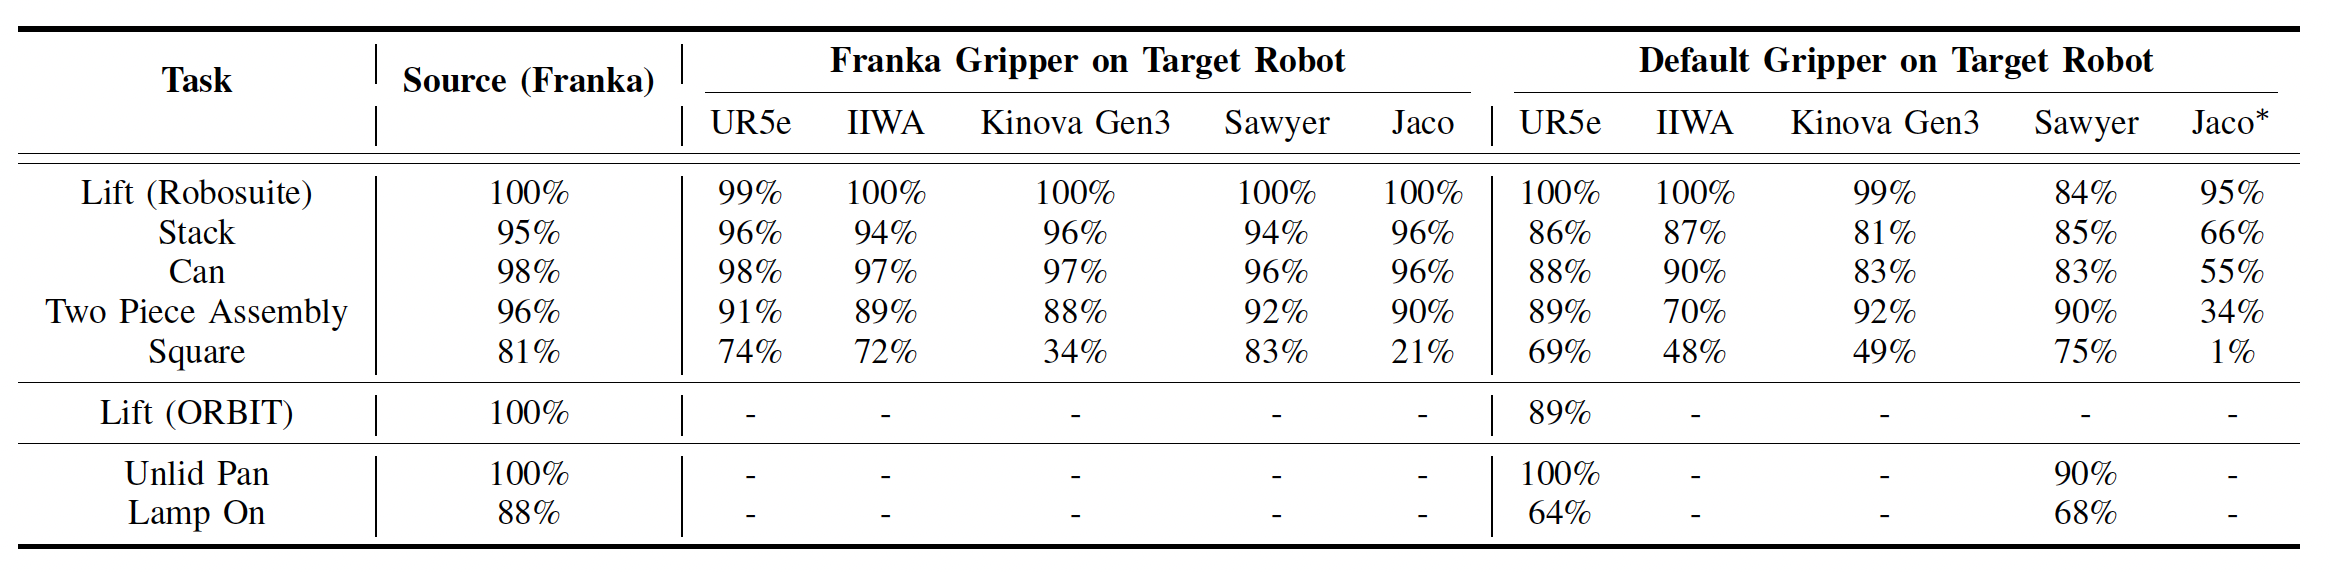 Task Source (Franka) Franka Gripper on Target Robot Default Gripper on Target Robot
UR5e IIWA Kinova Gen3 Sawyer Jaco UR5e IIWA Kinova Gen3 Sawyer Jaco*
Lift (Robosuite) 100% 99% 100% 100% 100% 100% 100% 100% 99% 84% 95%
Stack 95% 96% 94% 96% 94% 96% 86% 87% 81% 85% 66%
Can 98% 98% 97% 97% 96% 96% 88% 90% 83% 83% 55%
Two Piece Assembly 96% 91% 89% 88% 92% 90% 89% 70% 92% 90% 34%
Square 81% 74% 72% 34% 83% 21% 69% 48% 49% 75% 1%
Lift (ORBIT) 100% - - - - - 89% - - - -
Unlid Pan 100% - - - - - 100% - - 90% -
Lamp On 88% - - - - - 64% - - 68% -